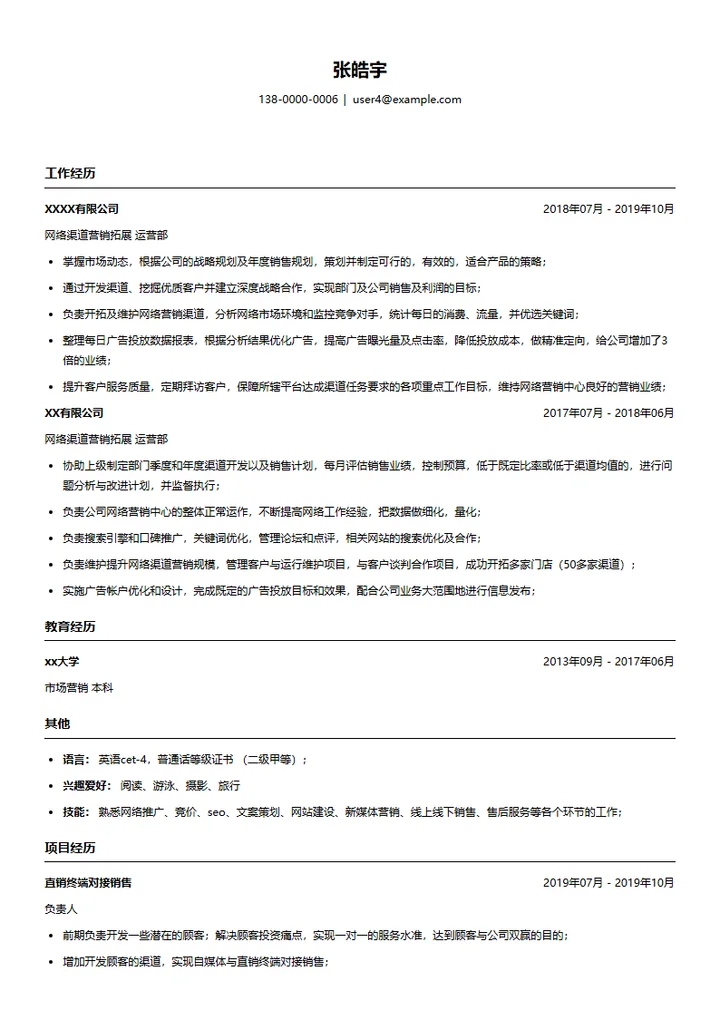 张皓宇
138-0000-0006 | user4@example.com
工作经历
XXXX有限公司 2018年07月 - 2019年10月
网络渠道营销拓展 运营部
• 掌握市场动态，根据公司的战略规划及年度销售规划，策划并制定可行的，有效的，适合产品的策略；
• 通过开发渠道、挖掘优质客户并建立深度战略合作，实现部门及公司销售及利润的目标；
• 负责开拓及维护网络营销渠道，分析网络市场环境和监控竞争对手，统计每日的消费、流量，并优选关键词；
• 整理每日广告投放数据报表，根据分析结果优化广告，提高广告曝光量及点击率，降低投放成本，做精准定向，给公司增加了3
倍的业绩；
• 提升客户服务质量，定期拜访客户，保障所辖平台达成渠道任务要求的各项重点工作目标，维持网络营销中心良好的营销业绩；
XX有限公司 2017年07月 - 2018年06月
网络渠道营销拓展 运营部
• 协助上级制定部门季度和年度渠道开发以及销售计划，每月评估销售业绩，控制预算，低于既定比率或低于渠道均值的，进行问
题分析与改进计划，并监督执行；
• 负责公司网络营销中心的整体正常运作，不断提高网络工作经验，把数据做细化，量化；
• 负责搜索引擎和口碑推广，关键词优化，管理论坛和点评，相关网站的搜索优化及合作；
• 负责维护提升网络渠道营销规模，管理客户与运行维护项目，与客户谈判合作项目，成功开拓多家门店（50多家渠道）；
• 实施广告帐户优化和设计，完成既定的广告投放目标和效果，配合公司业务大范围地进行信息发布；
教育经历
xx大学 2013年09月 - 2017年06月
市场营销 本科
其他
• 语言： 英语cet-4，普通话等级证书 （二级甲等）；
• 兴趣爱好： 阅读、游泳、摄影、旅行
• 技能： 熟悉网络推广、竞价、seo、文案策划、网站建设、新媒体营销、线上线下销售、售后服务等各个环节的工作；
项目经历
直销终端对接销售 2019年07月 - 2019年10月
负责人
• 前期负责开发一些潜在的顾客；解决顾客投资痛点，实现一对一的服务水准，达到顾客与公司双赢的目的；
• 增加开发顾客的渠道，实现自媒体与直销终端对接销售；